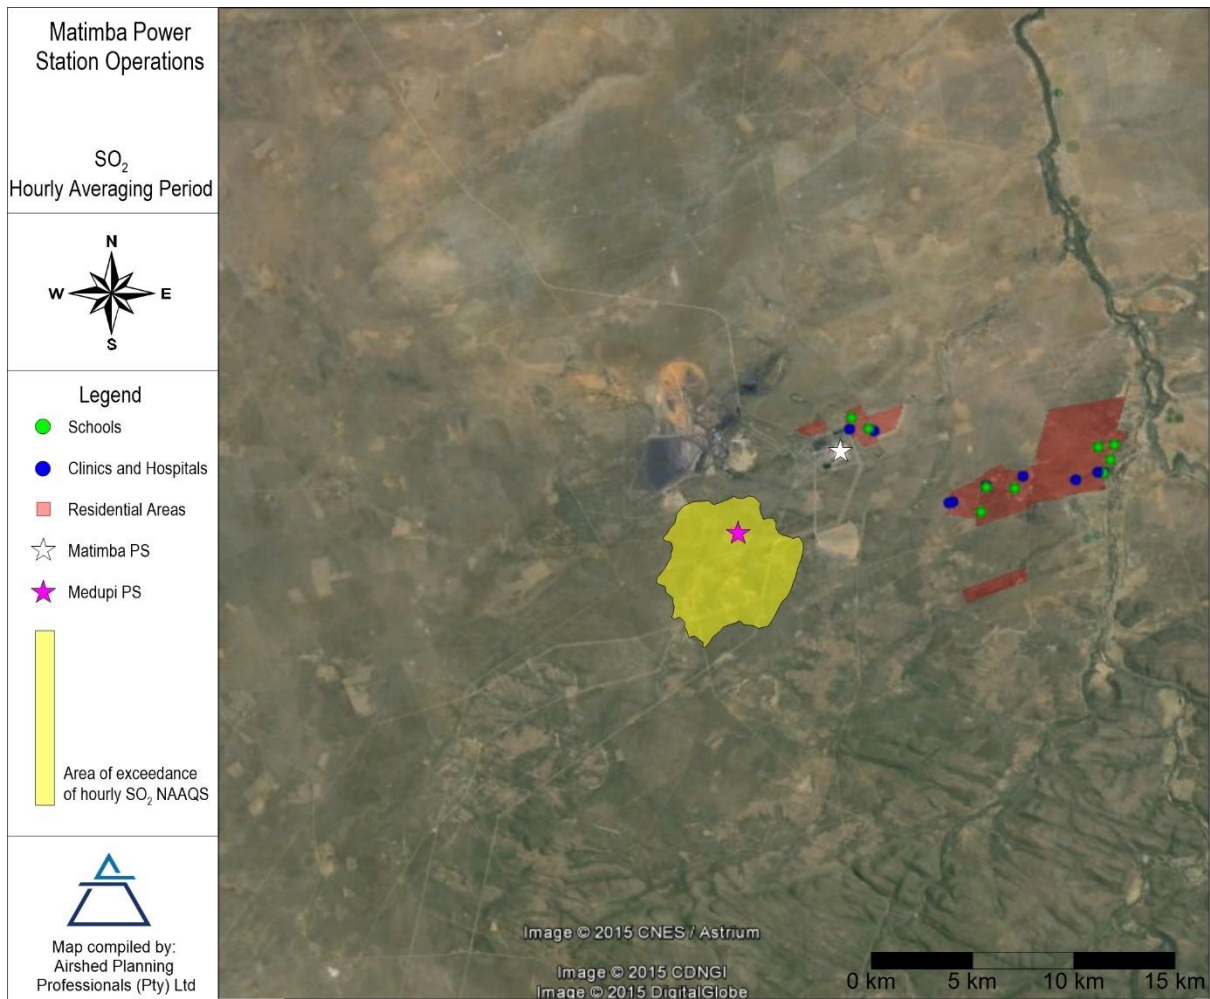 Matimba Power
Station Operations
SO₂
Hourly Averaging Period
N
W E
S
Legend
Schools
Clinics and Hospitals
Residential Areas
Matimba PS
Medupi PS
Area of exceedance
of hourly SO₂ NAAQS
Map compiled by:
Airshed Planning
Professionals (Pty) Ltd
Image © 2015 CNES / Astrium
Image © 2015 CDNGI
Image © 2015 DigitalGlobe
0 km 5 km 10 km 15 km